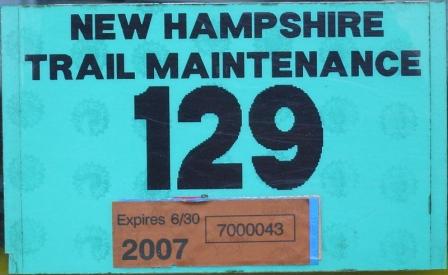 NEW HAMPSHIRE
TRAIL MAINTENANCE
129
Expires 6/30 7000043
2007